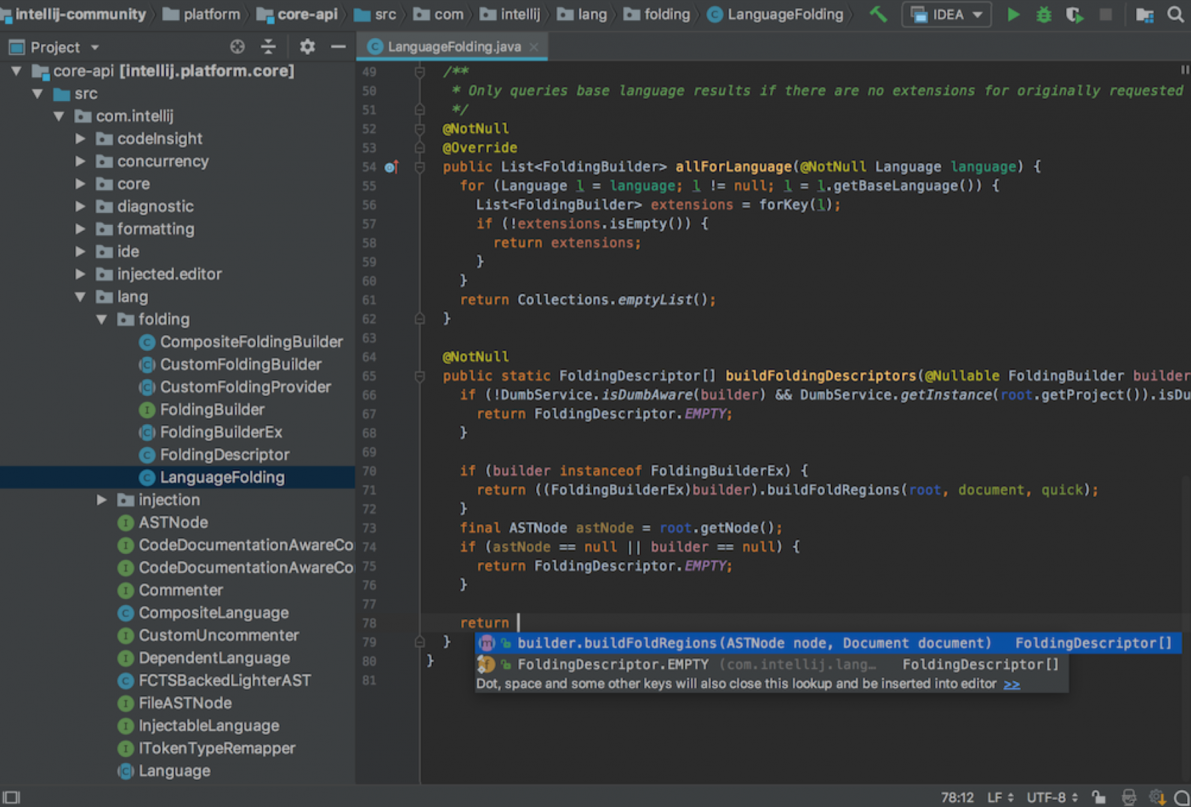 intellij-community platform core-api src com intellij lang folding LanguageFolding IDEA
Project
LanguageFolding.java
core-api [intellij.platform.core]
src
com.intellij
codeInsight
concurrency
core
diagnostic
formatting
ide
injected.editor
lang
folding
CompositeFoldingBuilder
CustomFoldingBuilder
CustomFoldingProvider
FoldingBuilder
FoldingBuilderEx
FoldingDescriptor
LanguageFolding
injection
ASTNode
CodeDocumentationAwareCo
CodeDocumentationAwareCo
Commenter
CompositeLanguage
CustomUncommenter
DependentLanguage
FCTSBackedLighterAST
FileASTNode
InjectableLanguage
ITokenTypeRemapper
Language
49 /**
50 * Only queries base language results if there are no extensions for originally requested
51 */
52 @NotNull
53 @Override
54 public List<FoldingBuilder> allForLanguage(@NotNull Language language) {
55 for (Language l = language; l != null; l = l.getBaseLanguage()) {
56 List<FoldingBuilder> extensions = forKey(l);
57 if (!extensions.isEmpty()) {
58 return extensions;
59 }
60 }
61 return Collections.emptyList();
62 }
63
64 @NotNull
65 public static FoldingDescriptor[] buildFoldingDescriptors(@Nullable FoldingBuilder builder
66 if (!DumbService.isDumbAware(builder) && DumbService.getInstance(root.getProject()).isDu
67 return FoldingDescriptor.EMPTY;
68 }
69
70 if (builder instanceof FoldingBuilderEx) {
71 return ((FoldingBuilderEx)builder).buildFoldRegions(root, document, quick);
72 }
73 final ASTNode astNode = root.getNode();
74 if (astNode == null || builder == null) {
75 return FoldingDescriptor.EMPTY;
76 }
77
78 return
79 }
80 }
81
m builder.buildFoldRegions(ASTNode node, Document document) FoldingDescriptor[]
f FoldingDescriptor.EMPTY (com.intellij.lang… FoldingDescriptor[]
Dot, space and some other keys will also close this lookup and be inserted into editor >>
78:12 LF UTF-8